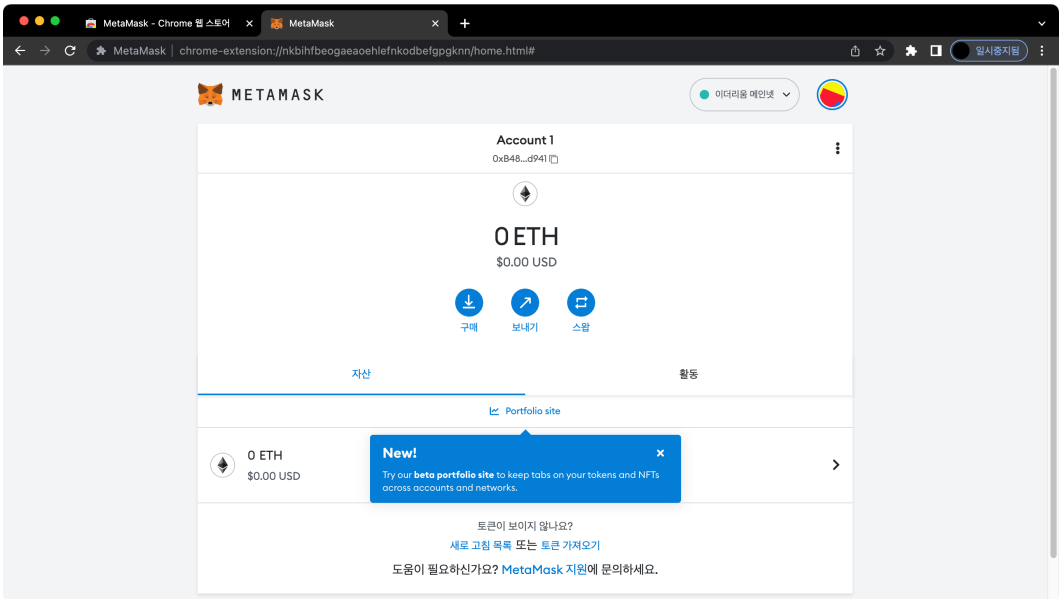 MetaMask - Chrome 웹 스토어
MetaMask
MetaMask | chrome-extension://nkbihfbeogaeaoehlefnkodbefgpgknn/home.html#
일시중지됨
METAMASK
이더리움 메인넷
Account 1
0xB48...d941
0 ETH
$0.00 USD
구매
보내기
스왑
자산
활동
Portfolio site
0 ETH
$0.00 USD
New!
Try our beta portfolio site to keep tabs on your tokens and NFTs
across accounts and networks.
토큰이 보이지 않나요?
새로 고침 목록 또는 토큰 가져오기
도움이 필요하신가요? MetaMask 지원에 문의하세요.